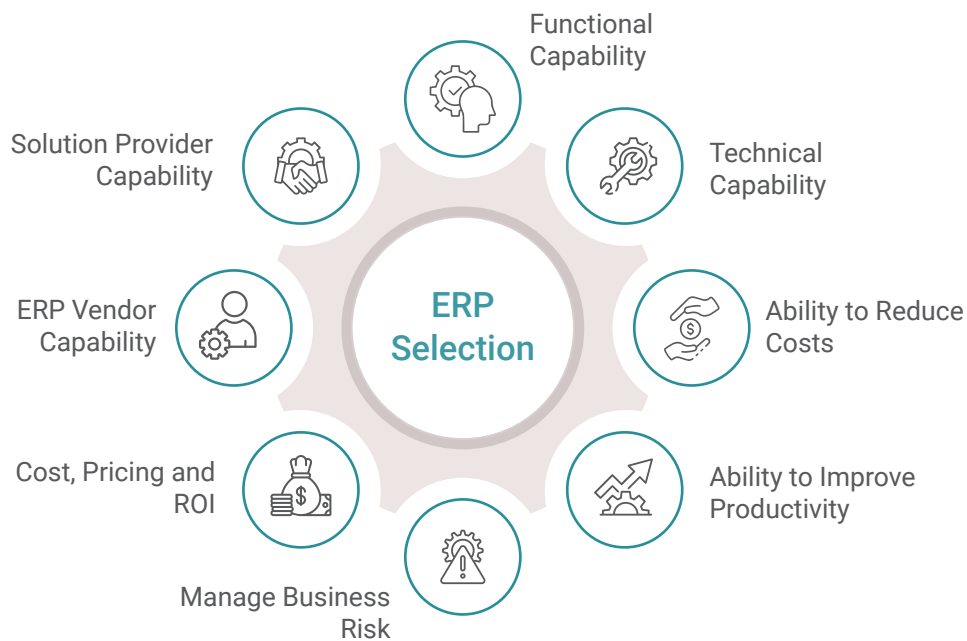 Functional
Capability
Solution Provider
Capability
Technical
Capability
ERP Vendor
Capability
ERP
Selection
Ability to Reduce
Costs
Cost, Pricing and
ROI
Ability to Improve
Productivity
Manage Business
Risk
$
$
!